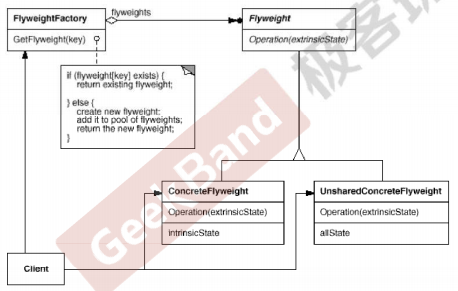 FlyweightFactory
flyweights
Flyweight
GetFlyweight(key)
Operation(extrinsicState)
if (flyweight[key] exists) {
return existing flyweight;
} else {
create new flyweight;
add it to pool of flyweights;
return the new flyweight;
}
ConcreteFlyweight
Operation(extrinsicState)
intrinsicState
UnsharedConcreteFlyweight
Operation(extrinsicState)
allState
Client
GeekBand
极客班